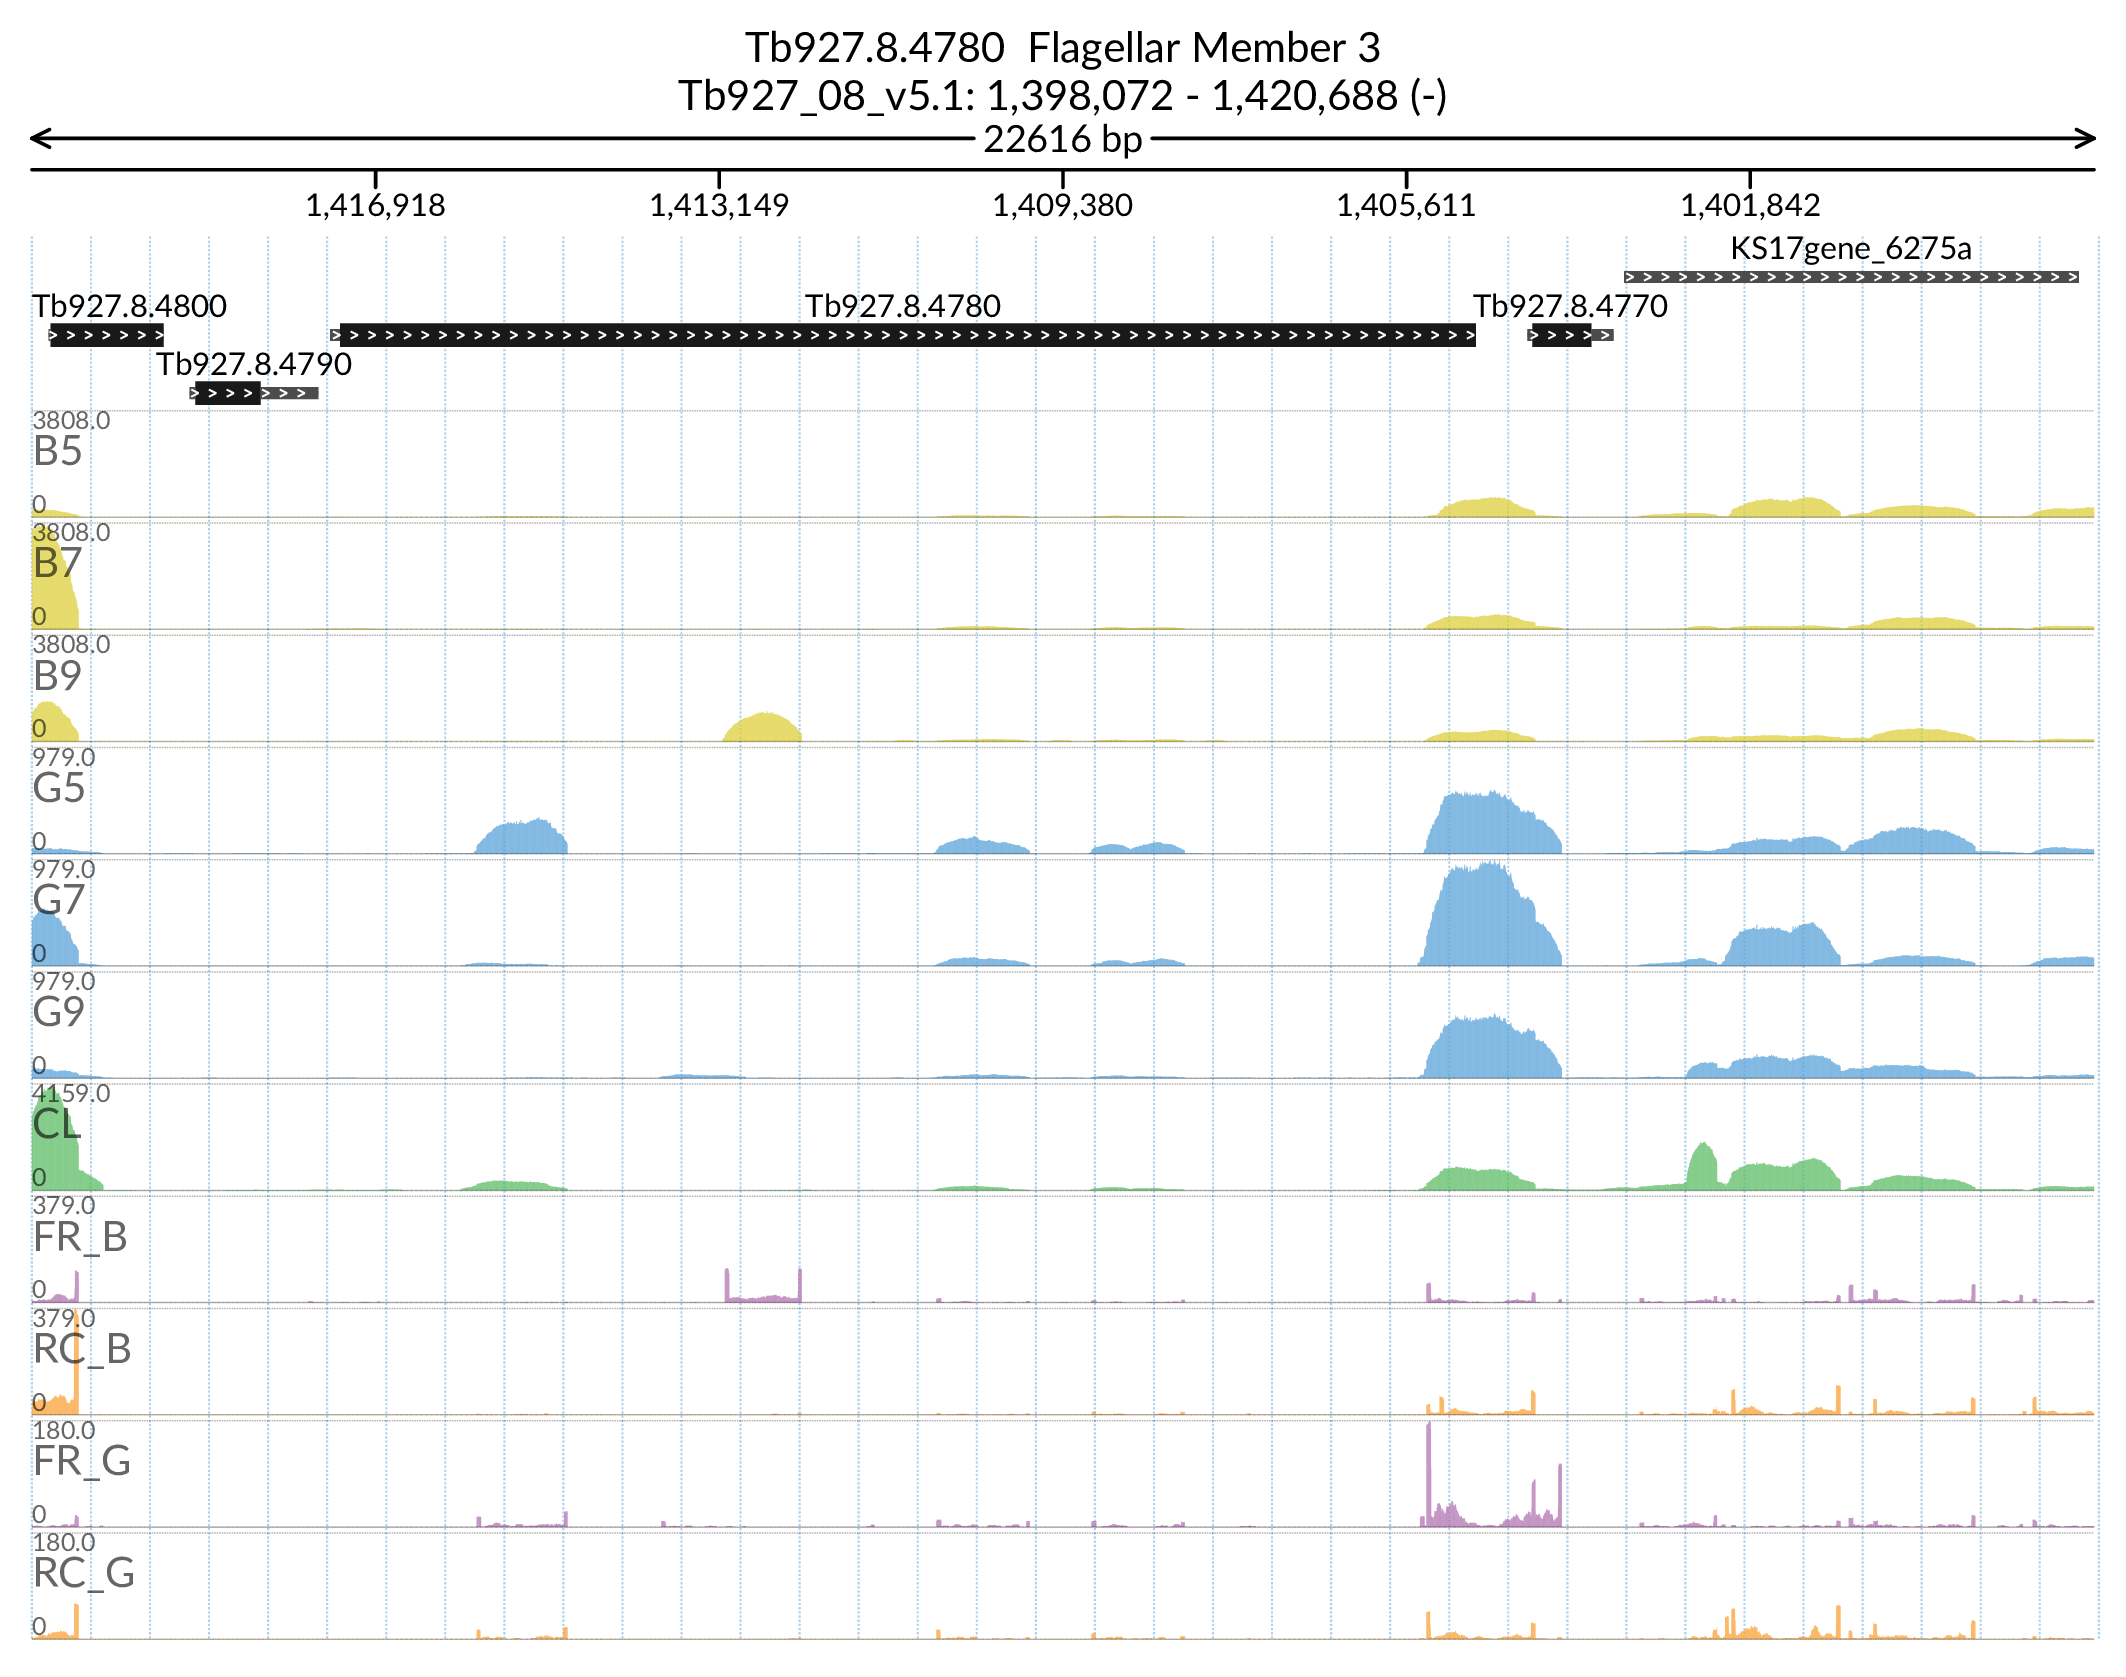 Tb927.8.4780  Flagellar Member 3
Tb927_08_v5.1: 1,398,072 - 1,420,688 (-)
22616 bp
1,416,918 1,413,149 1,409,380 1,405,611 1,401,842
KS17gene_6275a
Tb927.8.4800 Tb927.8.4780 Tb927.8.4770
Tb927.8.4790
3808.0
B5
0
3808.0
B7
0
3808.0
B9
0
979.0
G5
0
979.0
G7
0
979.0
G9
0
4159.0
CL
0
379.0
FR_B
0
379.0
RC_B
0
180.0
FR_G
0
180.0
RC_G
0